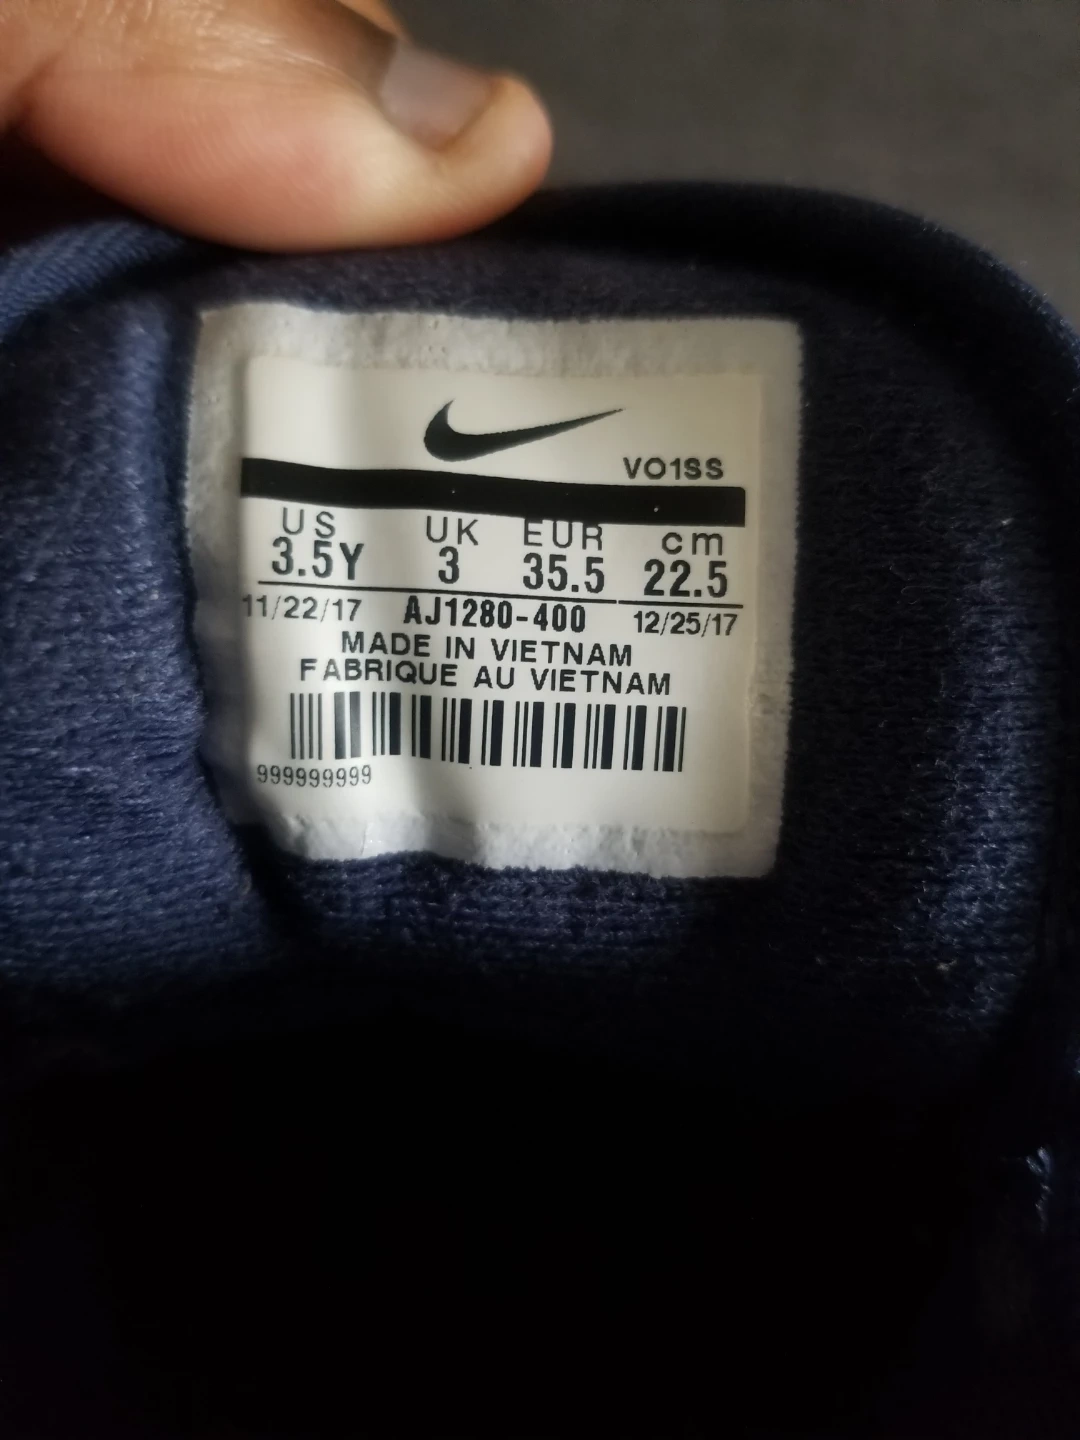 VO1SS
US UK EUR cm
3.5Y 3 35.5 22.5
11/22/17 AJ1280-400 12/25/17
MADE IN VIETNAM
FABRIQUE AU VIETNAM
999999999